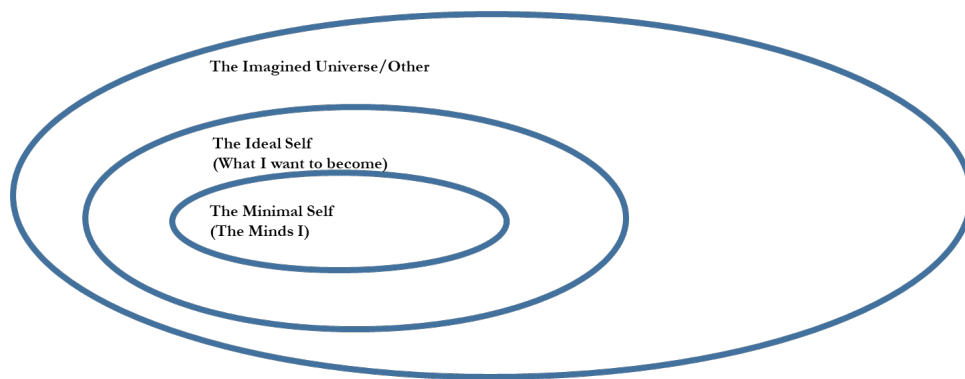 The Imagined Universe/Other
The Ideal Self
(What I want to become)
The Minimal Self
(The Minds I)